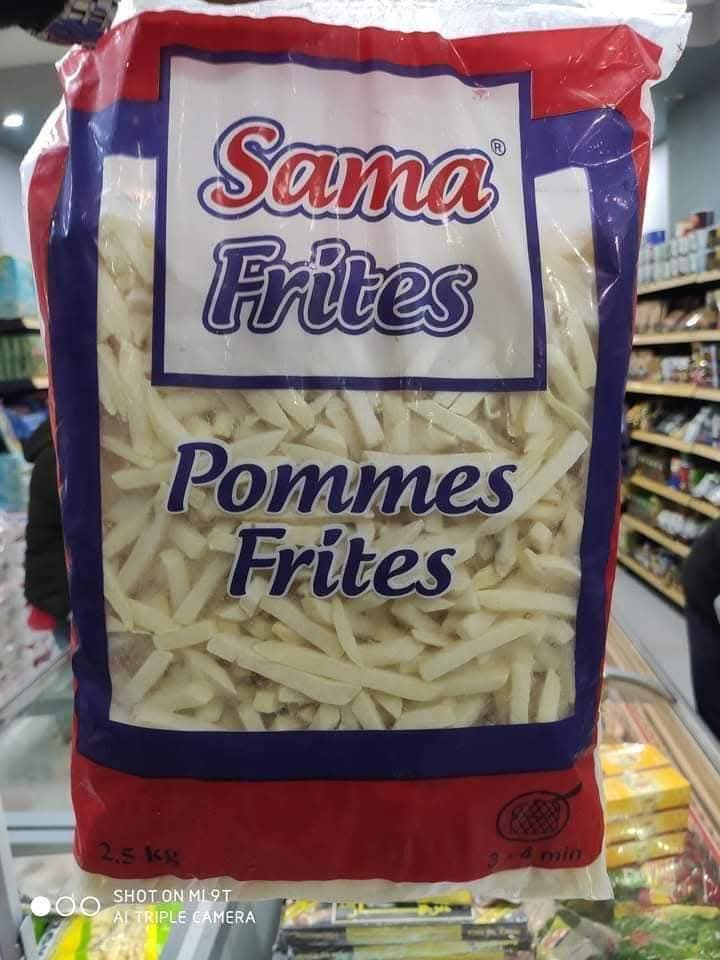 Sama®
Frites
Pommes
Frites
2.5 kg
3-4 min
SHOT ON MI 9T
AI TRIPLE CAMERA